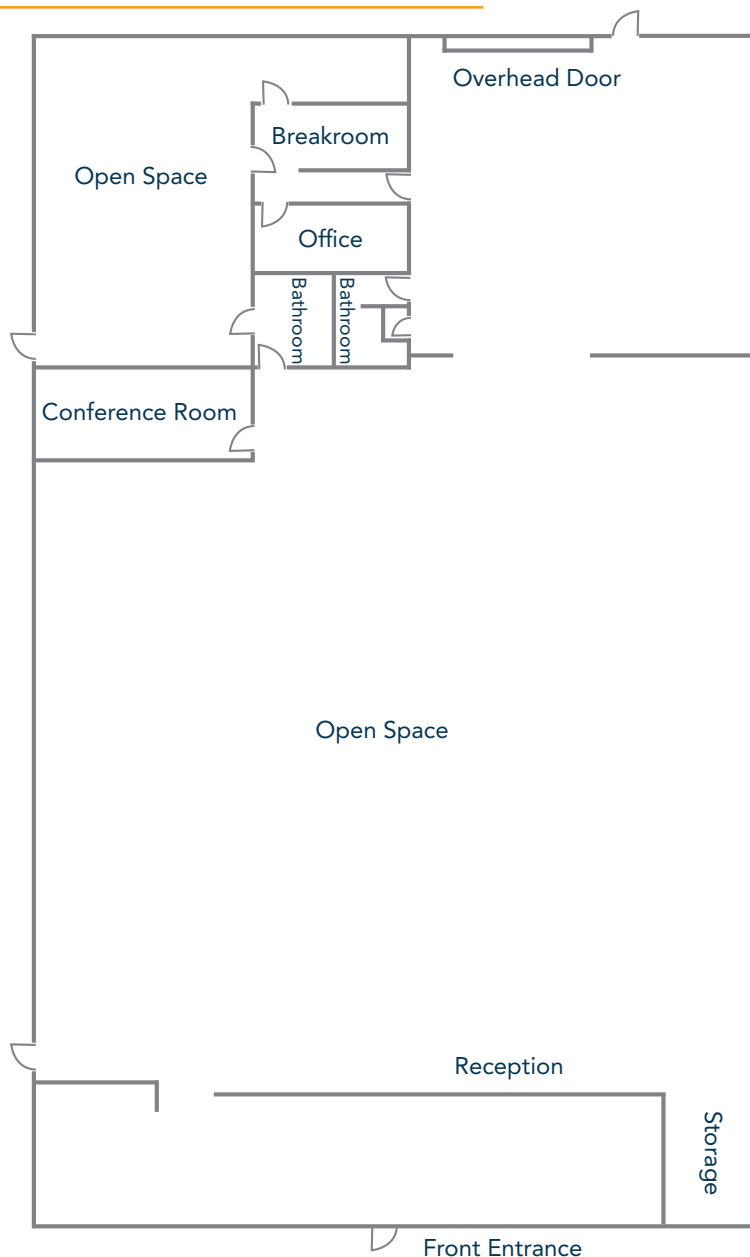 Overhead Door
Breakroom
Open Space
Office
Bathroom
Bathroom
Conference Room
Open Space
Reception
Storage
Front Entrance